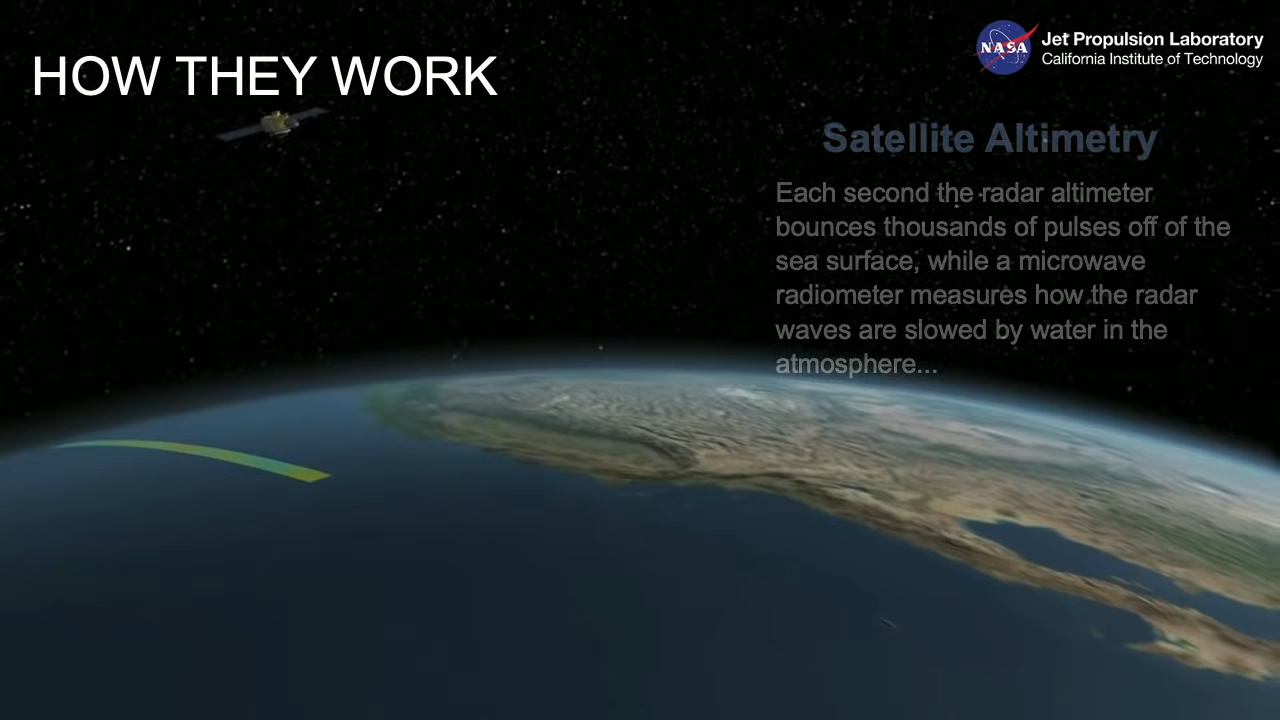 HOW THEY WORK
NASA
Jet Propulsion Laboratory
California Institute of Technology
Satellite Altimetry
Each second the radar altimeter
bounces thousands of pulses off of the
sea surface, while a microwave
radiometer measures how the radar
waves are slowed by water in the
atmosphere...